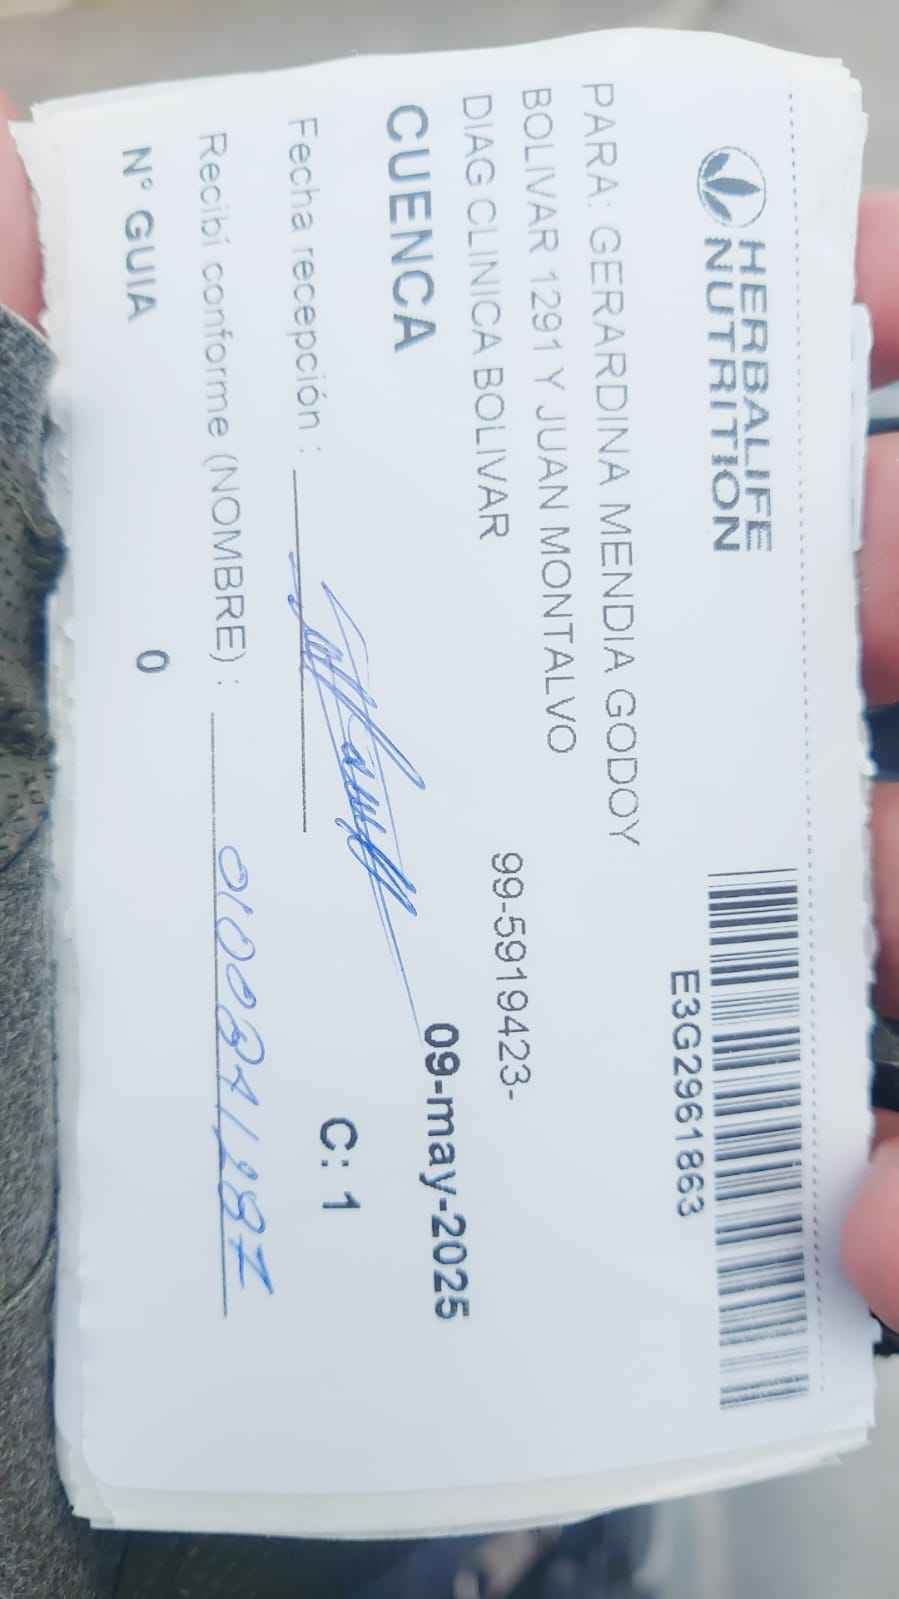 HERBALIFE
NUTRITION
E3G2961863
PARA: GERARDINA MENDIA GODOY
BOLIVAR 1291 Y JUAN MONTALVO
DIAG CLINICA BOLIVAR 99-5919423-
CUENCA 09-may-2025
Fecha recepción : C: 1
Recibí conforme (NOMBRE) :
N° GUIA 0